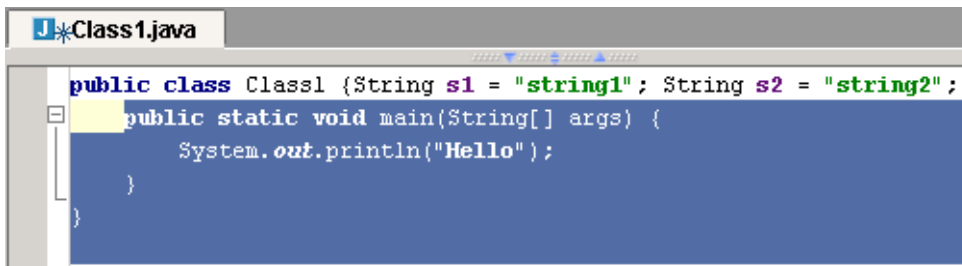 Class1.java
public class Class1 {String s1 = "string1"; String s2 = "string2";
public static void main(String[] args) {
System.out.println("Hello");
}
}